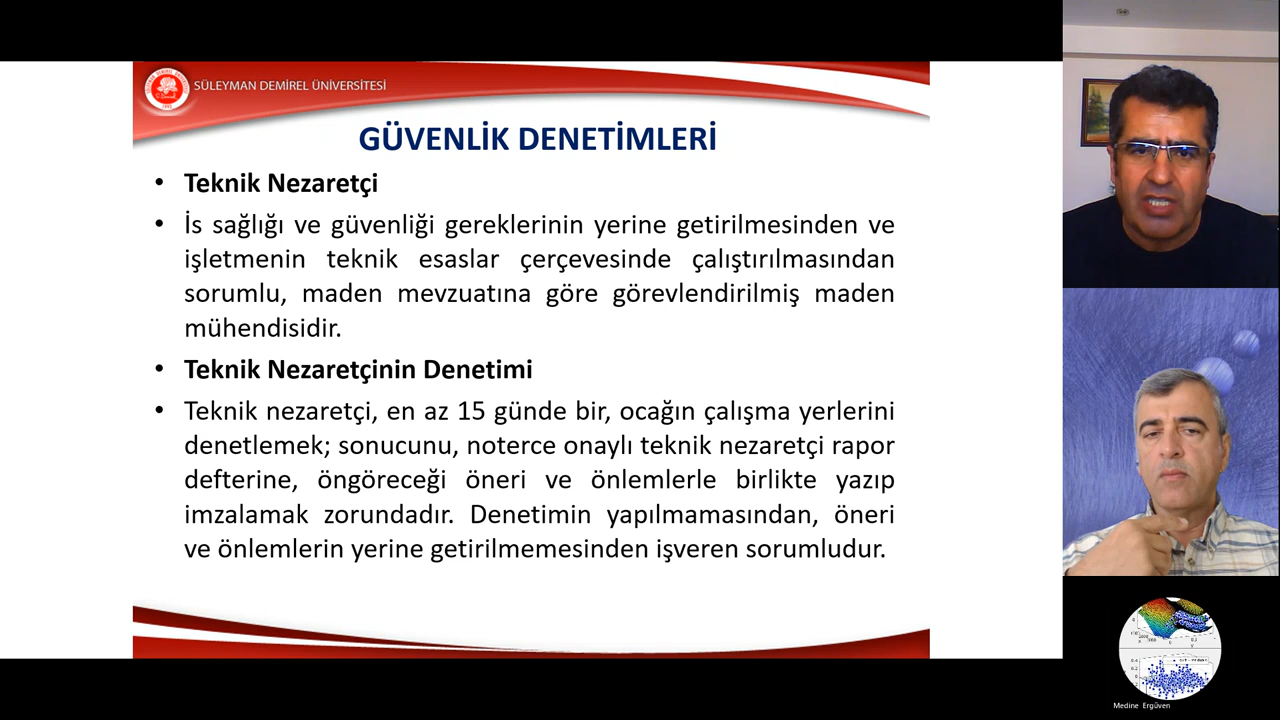 SÜLEYMAN DEMİREL ÜNİVERSİTESİ
GÜVENLİK DENETİMLERİ
• Teknik Nezaretçi
• İs sağlığı ve güvenliği gereklerinin yerine getirilmesinden ve
işletmenin teknik esaslar çerçevesinde çalıştırılmasından
sorumlu, maden mevzuatına göre görevlendirilmiş maden
mühendisidir.
• Teknik Nezaretçinin Denetimi
• Teknik nezaretçi, en az 15 günde bir, ocağın çalışma yerlerini
denetlemek; sonucunu, noterce onaylı teknik nezaretçi rapor
defterine, öngöreceği öneri ve önlemlerle birlikte yazıp
imzalamak zorundadır. Denetimin yapılmamasından, öneri
ve önlemlerin yerine getirilmemesinden işveren sorumludur.
Medine Ergüven